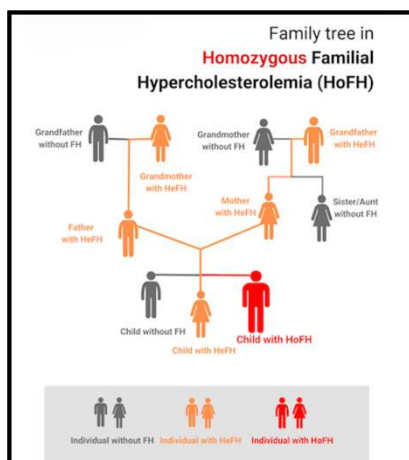 Family tree in
Homozygous Familial
Hypercholesterolemia (HoFH)
Grandfather
without FH
Grandmother
with HeFH
Grandmother
without FH
Grandfather
with HeFH
Father
with HeFH
Mother
with HeFH
Sister/Aunt
without FH
Child without FH
Child with HeFH
Child with HoFH
Individual without FH
Individual with HeFH
Individual with HoFH